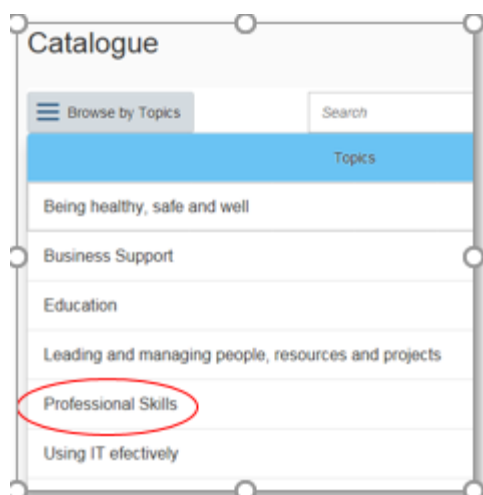 Catalogue
Browse by Topics
Search
Topics
Being healthy, safe and well
Business Support
Education
Leading and managing people, resources and projects
Professional Skills
Using IT efectively